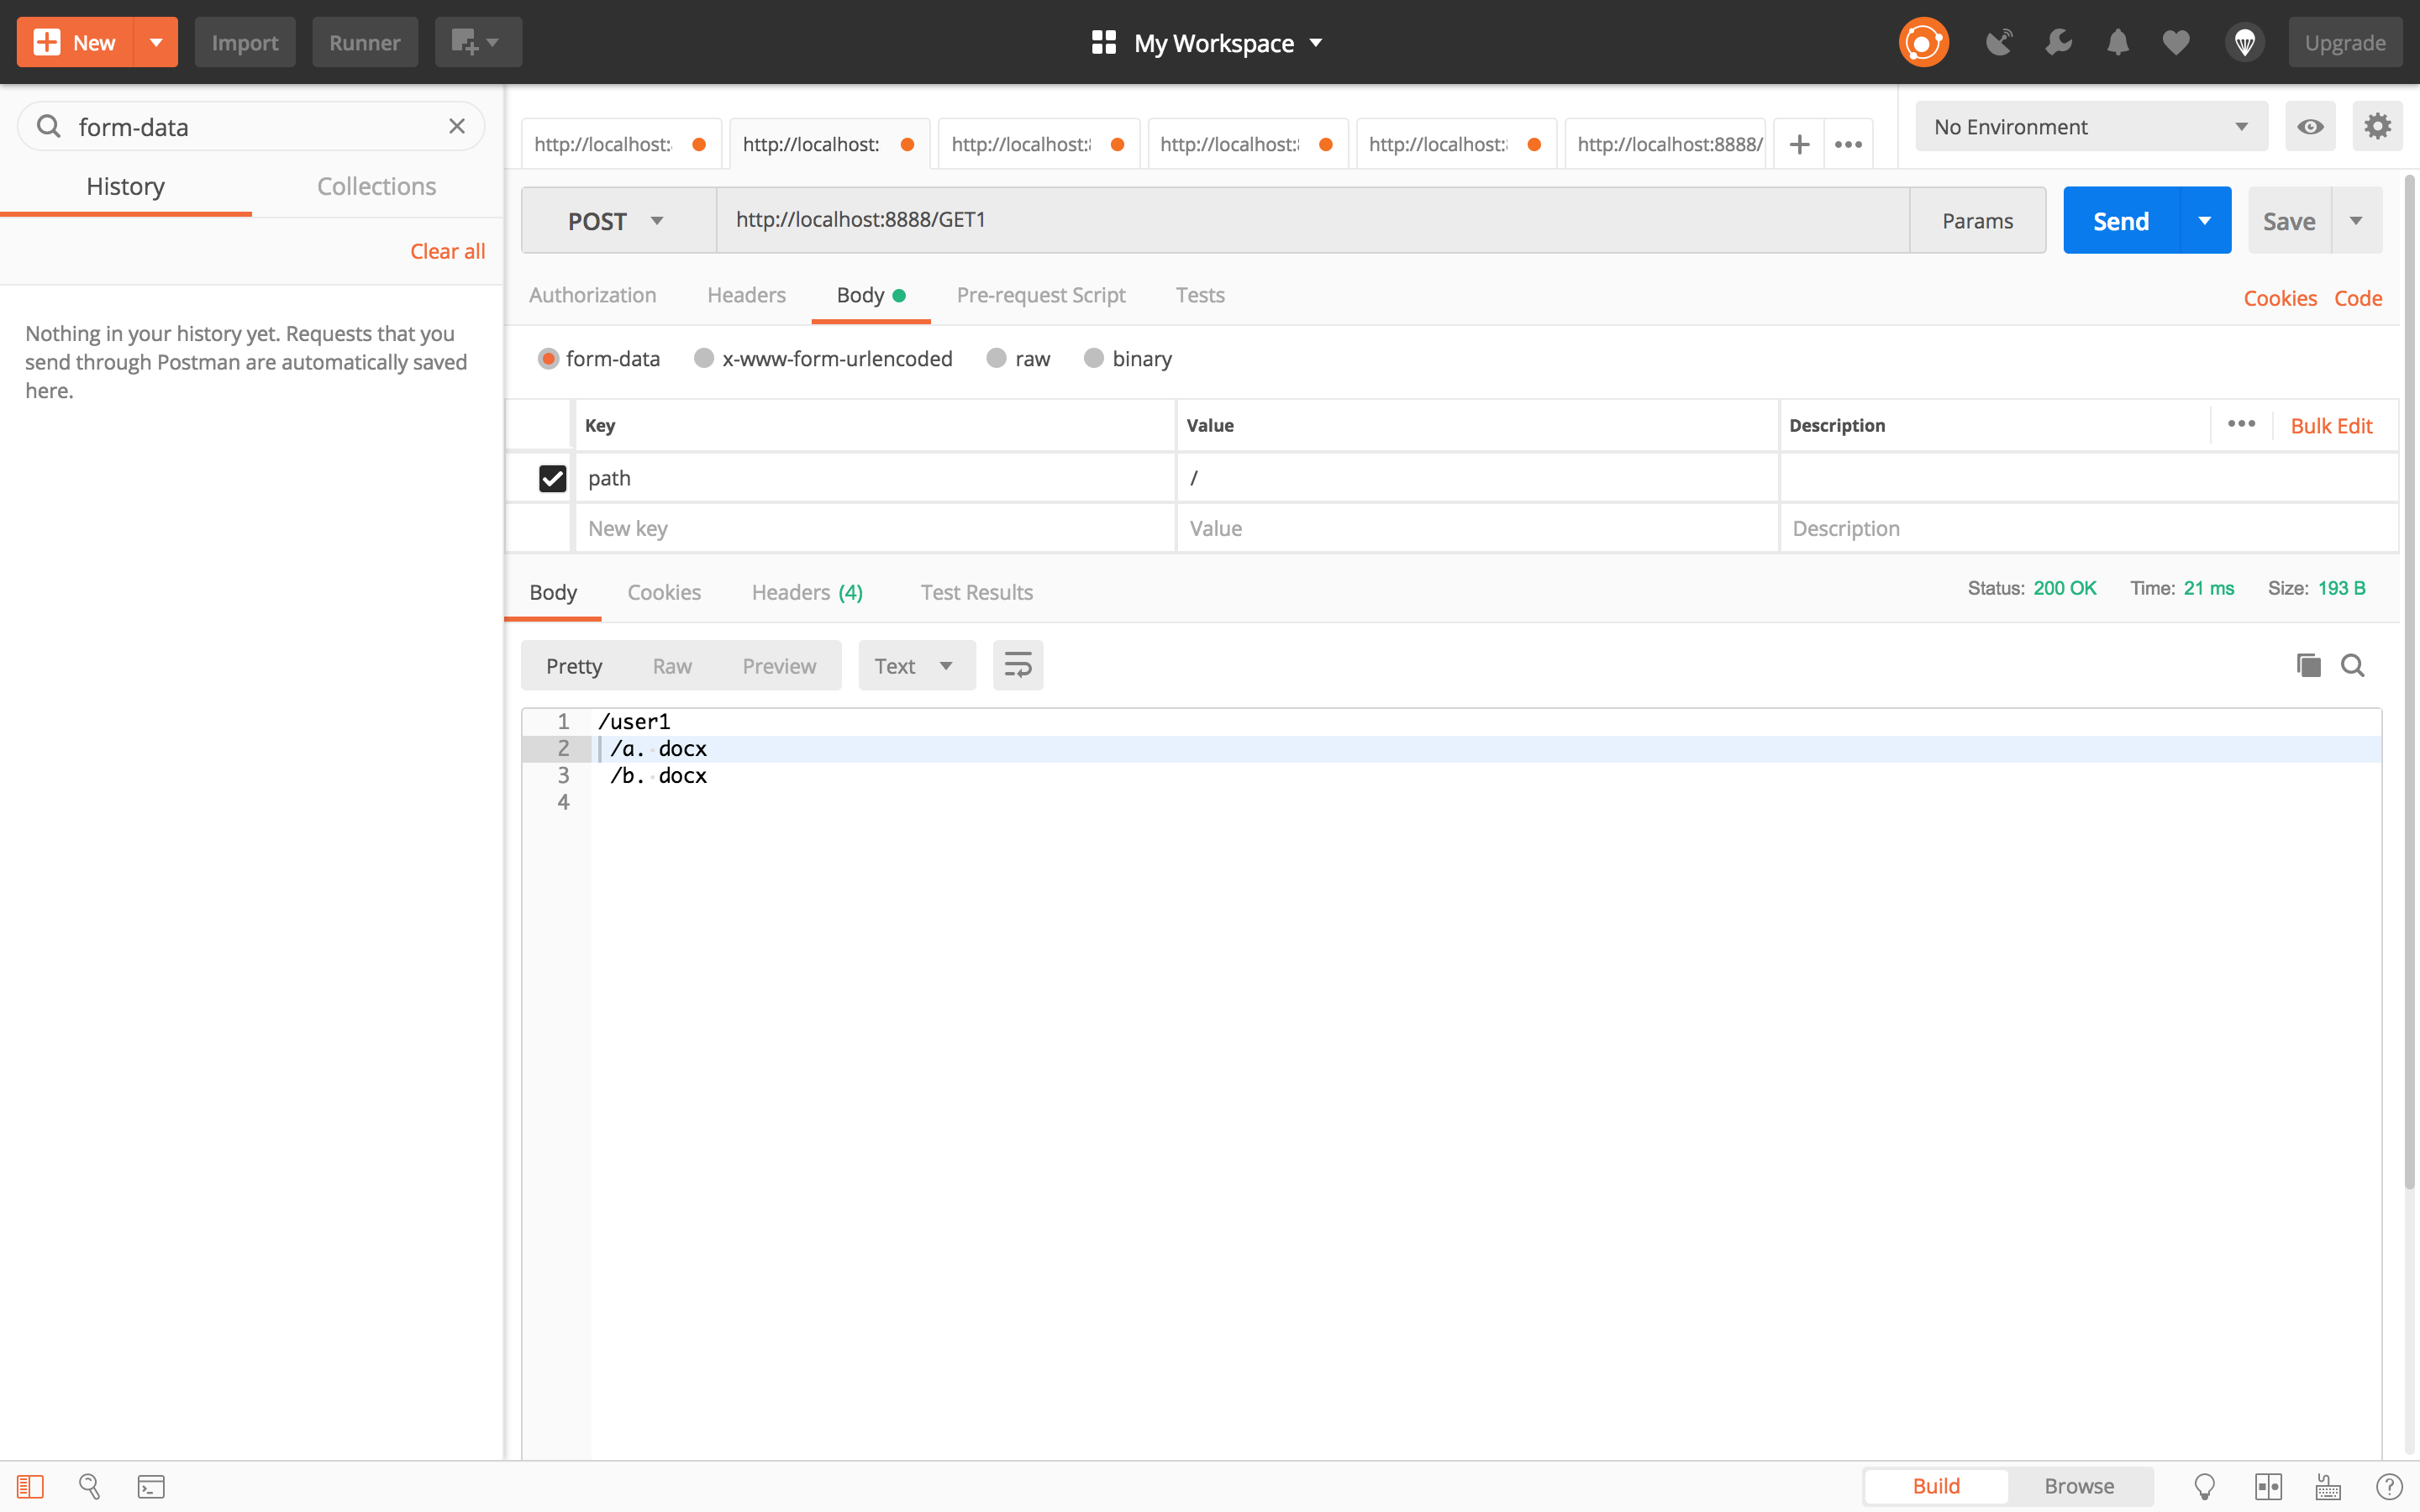 New
Import
Runner
My Workspace
Upgrade
form-data
History
Collections
Clear all
Nothing in your history yet. Requests that you
send through Postman are automatically saved
here.
http://localhost:
http://localhost:
http://localhost:
http://localhost:
http://localhost:
http://localhost:8888/
No Environment
POST
http://localhost:8888/GET1
Params
Send
Save
Authorization
Headers
Body
Pre-request Script
Tests
Cookies
Code
form-data
x-www-form-urlencoded
raw
binary
Key
Value
Description
Bulk Edit
path
/
New key
Value
Description
Body
Cookies
Headers (4)
Test Results
Status: 200 OK
Time: 21 ms
Size: 193 B
Pretty
Raw
Preview
Text
1 /user1
2 /a. docx
3 /b. docx
4
Build
Browse